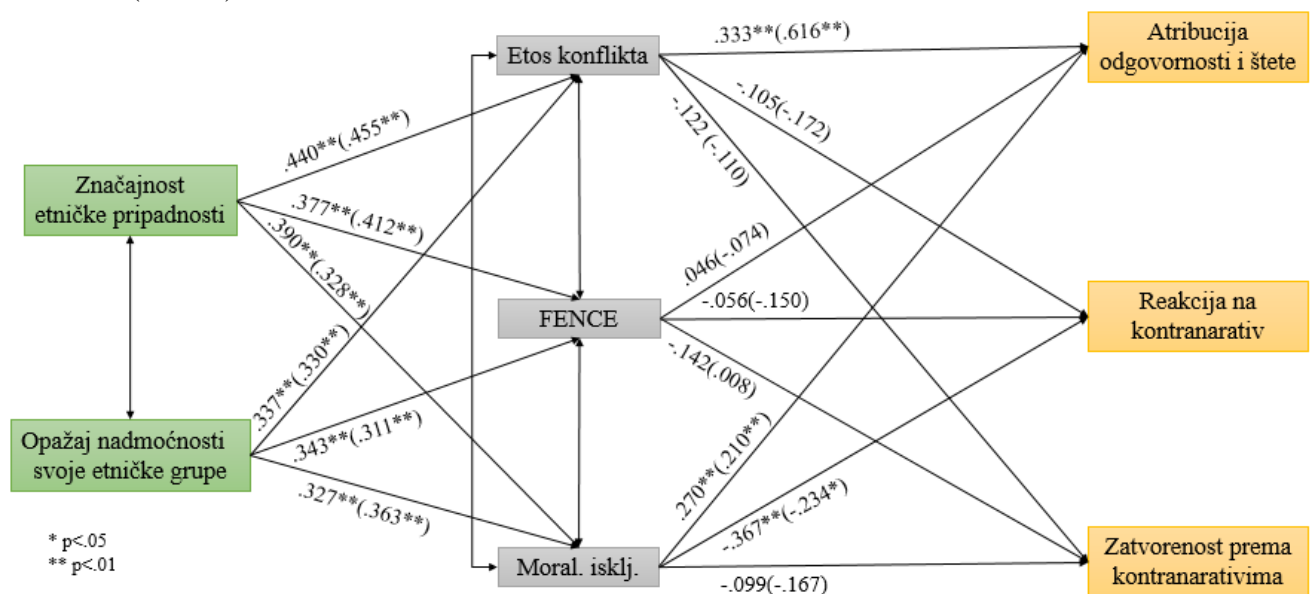 Etos konflikta
.333**(.616**)
Atribucija
odgovornosti i štete
-.105(-.172)
-.122 (-.110)
.440**(.455**)
Značajnost
etničke pripadnosti
.377**(.412**)
.390**(.328**)
.046(-.074)
-.056(-.150)
FENCE
Reakcija na
kontranarativ
-.142(.008)
.337**(.330**)
Opažaj nadmoćnosti
svoje etničke grupe
.343**(.311**)
.327**(.363**)
.270**(.210**)
-.367**(-.234*)
* p<.05
** p<.01
Moral. isklj.
-.099(-.167)
Zatvorenost prema
kontranarativima